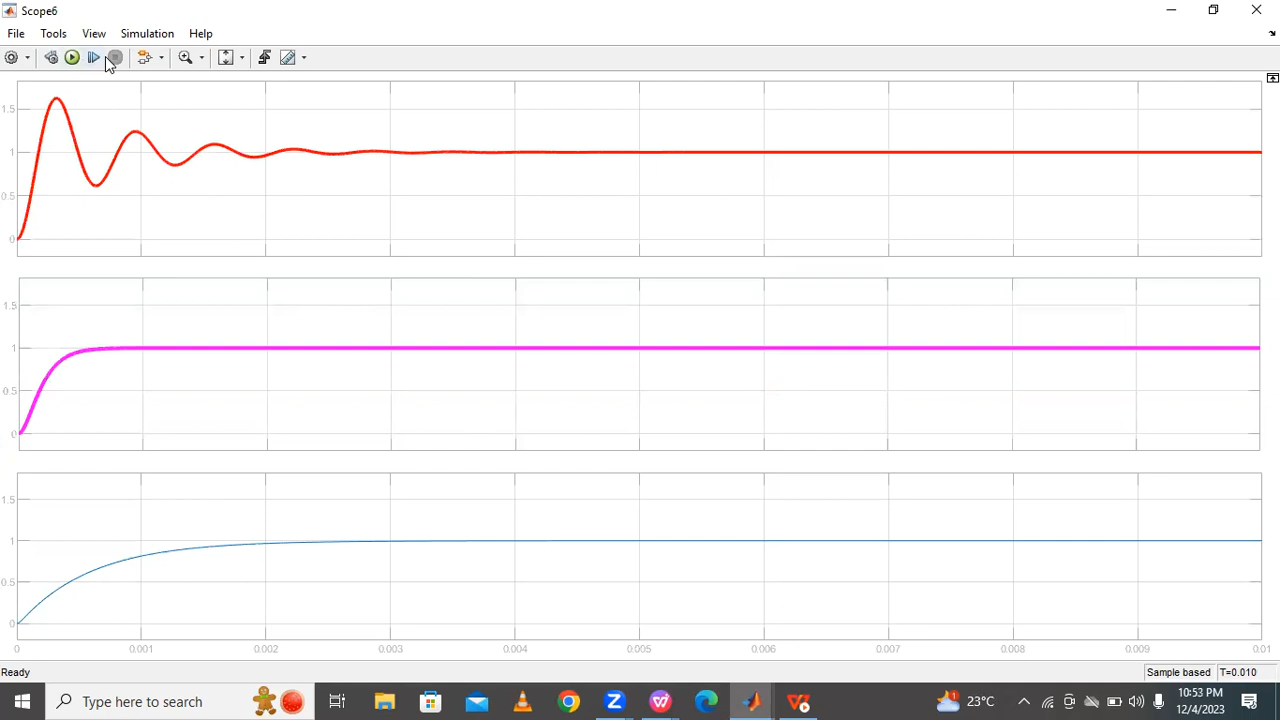 Scope6
File Tools View Simulation Help
1.5
1
0.5
0
1.5
1
0.5
0
1.5
1
0.5
0
0 0.001 0.002 0.003 0.004 0.005 0.006 0.007 0.008 0.009 0.01
Ready Sample based T=0.010
Type here to search 1 23°C 10:53 PM
12/4/2023